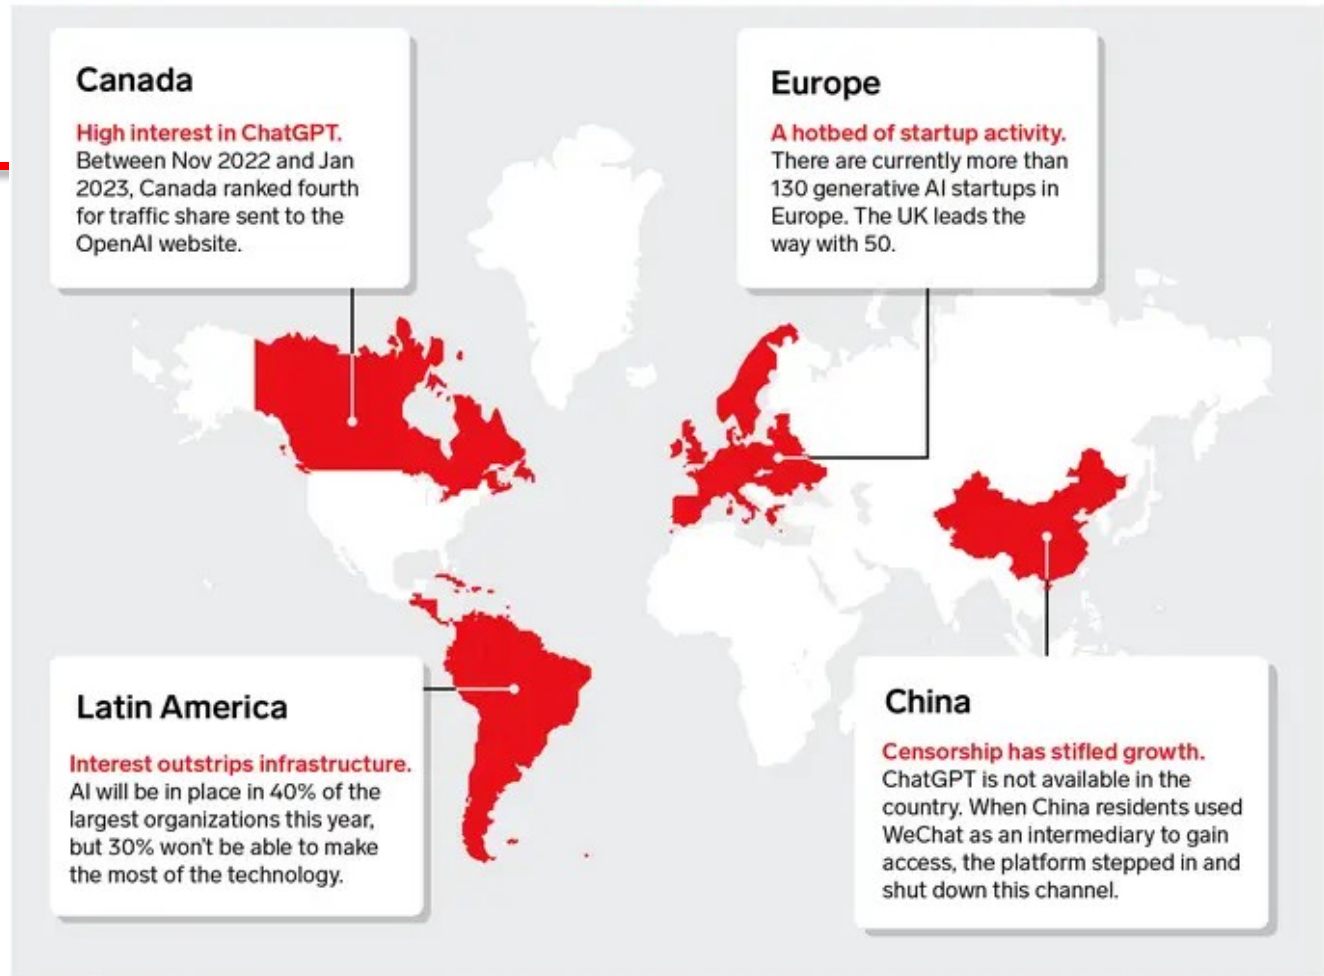 Canada
High interest in ChatGPT.
Between Nov 2022 and Jan
2023, Canada ranked fourth
for traffic share sent to the
OpenAI website.
Europe
A hotbed of startup activity.
There are currently more than
130 generative AI startups in
Europe. The UK leads the
way with 50.
Latin America
Interest outstrips infrastructure.
AI will be in place in 40% of the
largest organizations this year,
but 30% won't be able to make
the most of the technology.
China
Censorship has stifled growth.
ChatGPT is not available in the
country. When China residents used
WeChat as an intermediary to gain
access, the platform stepped in and
shut down this channel.